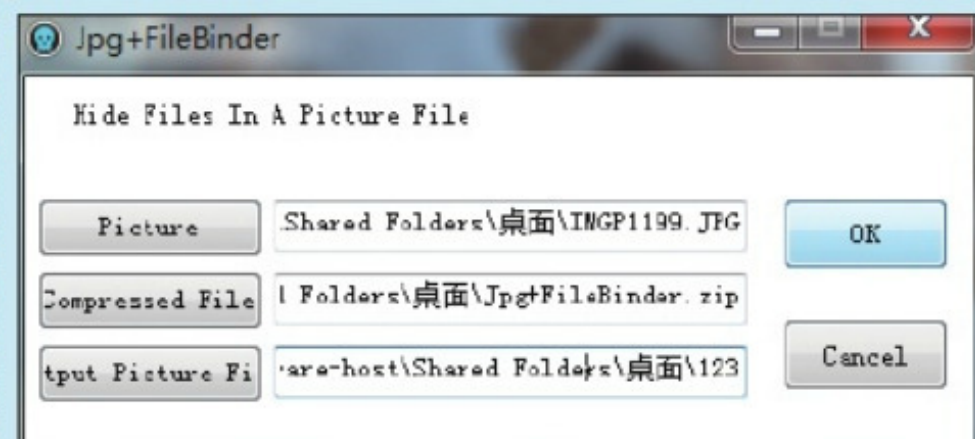 Jpg+FileBinder
Hide Files In A Picture File
Picture
.Shared Folders\桌面\IMGP1199.JPG
OK
Compressed File
l Folders\桌面\Jpg+FileBinder.zip
tput Picture Fi
are-host\Shared Folders\桌面\123
Cancel